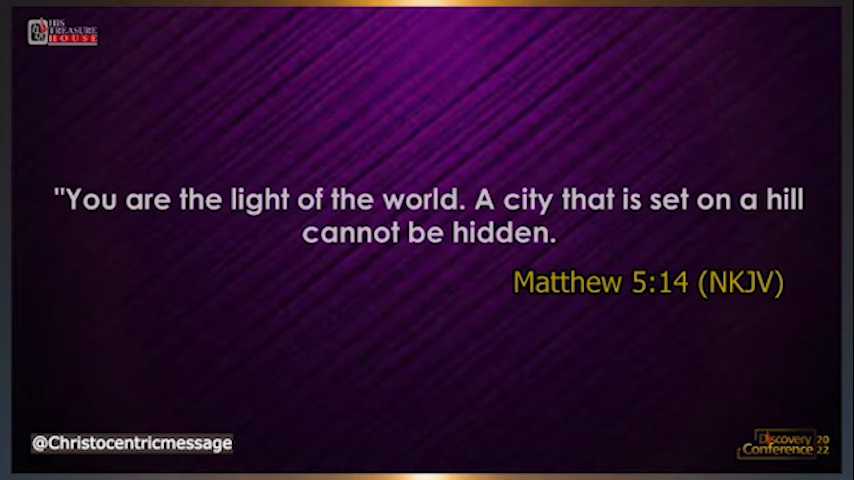 HIS
TREASURE
HOUSE
"You are the light of the world. A city that is set on a hill
cannot be hidden.
Matthew 5:14 (NKJV)
@Christocentricmessage
Discovery 20
Conference 22